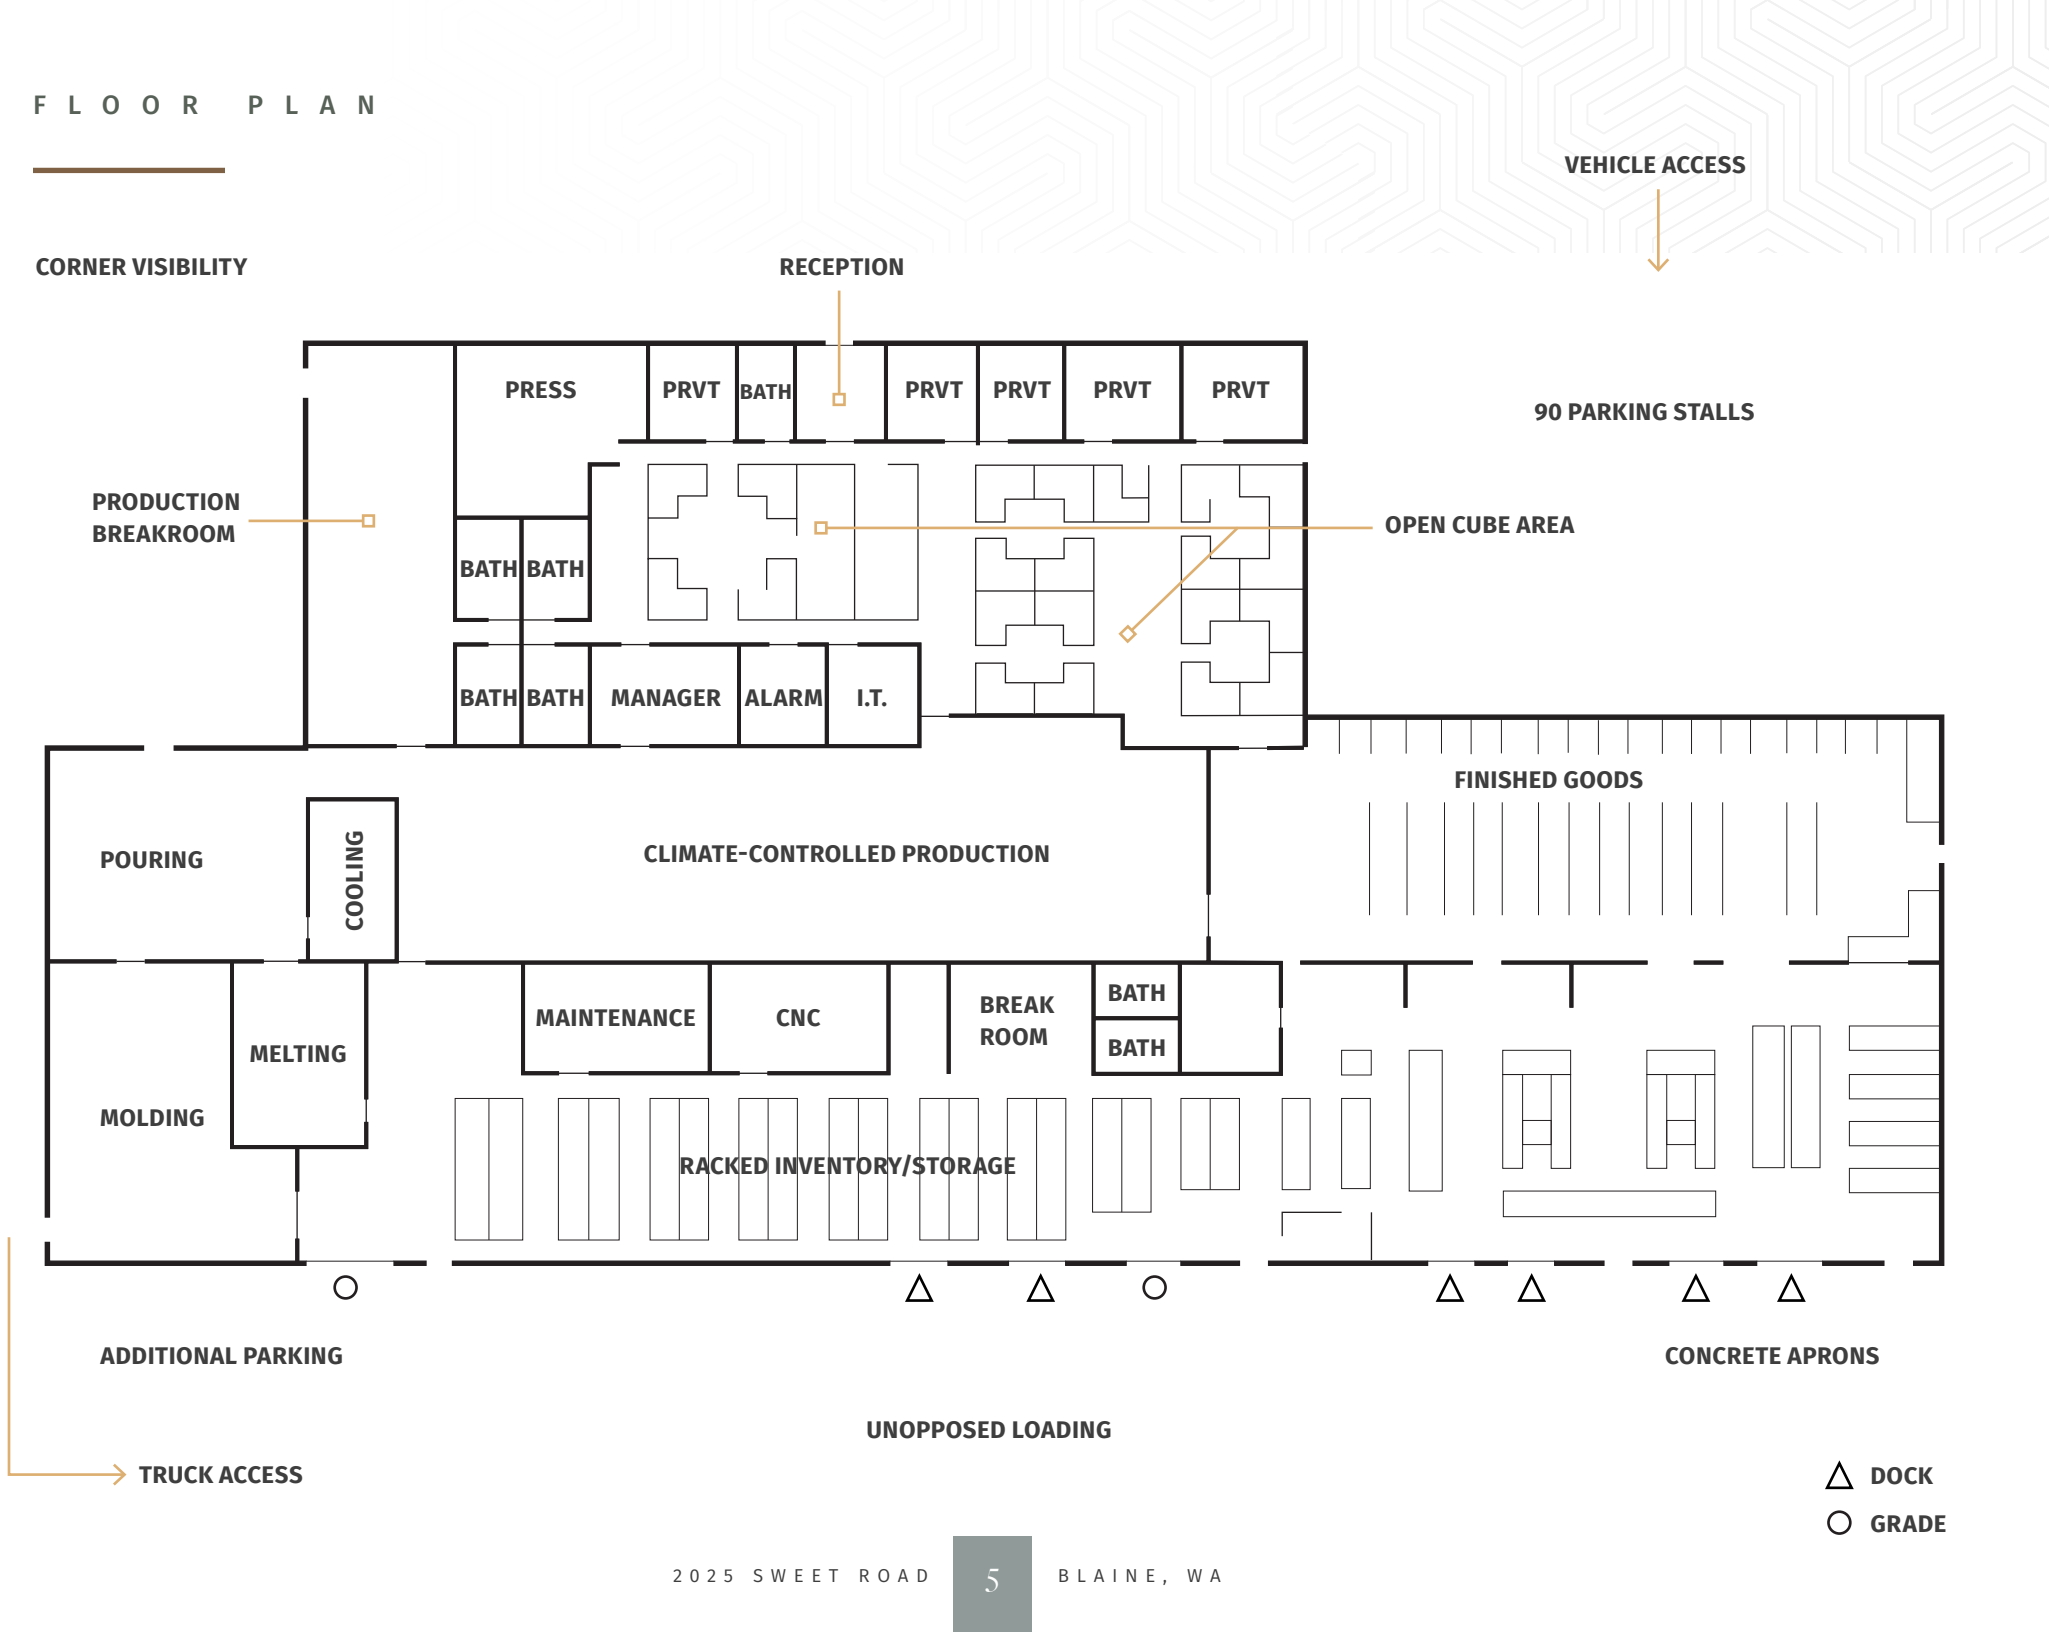 FLOOR PLAN
VEHICLE ACCESS
CORNER VISIBILITY
RECEPTION
PRESS
PRVT
BATH
PRVT
PRVT
PRVT
PRVT
90 PARKING STALLS
PRODUCTION
BREAKROOM
OPEN CUBE AREA
BATH
BATH
BATH
BATH
MANAGER
ALARM
I.T.
FINISHED GOODS
POURING
COOLING
CLIMATE-CONTROLLED PRODUCTION
MAINTENANCE
CNC
BREAK
ROOM
BATH
BATH
MELTING
MOLDING
RACKED INVENTORY/STORAGE
ADDITIONAL PARKING
CONCRETE APRONS
UNOPPOSED LOADING
TRUCK ACCESS
DOCK
GRADE
2025 SWEET ROAD 5 BLAINE, WA